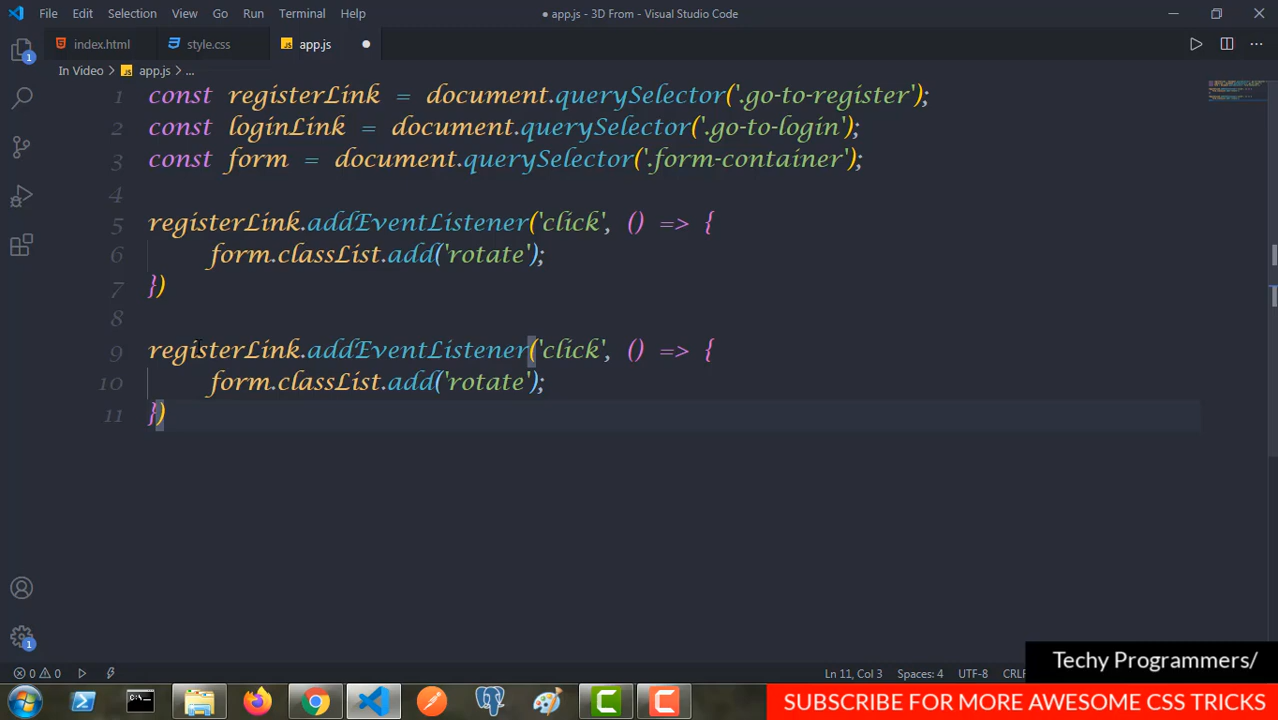 File Edit Selection View Go Run Terminal Help
● app.js - 3D From - Visual Studio Code
index.html style.css JS app.js
In Video > JS app.js > ...
1 const registerLink = document.querySelector('.go-to-register');
2 const loginLink = document.querySelector('.go-to-login');
3 const form = document.querySelector('.form-container');
4
5 registerLink.addEventListener('click', () => {
6 form.classList.add('rotate');
7 })
8
9 registerLink.addEventListener('click', () => {
10 form.classList.add('rotate');
11 })
1
1
0 0 Ln 11, Col 3 Spaces: 4 UTF-8 CRLF
Techy Programmers/
SUBSCRIBE FOR MORE AWESOME CSS TRICKS